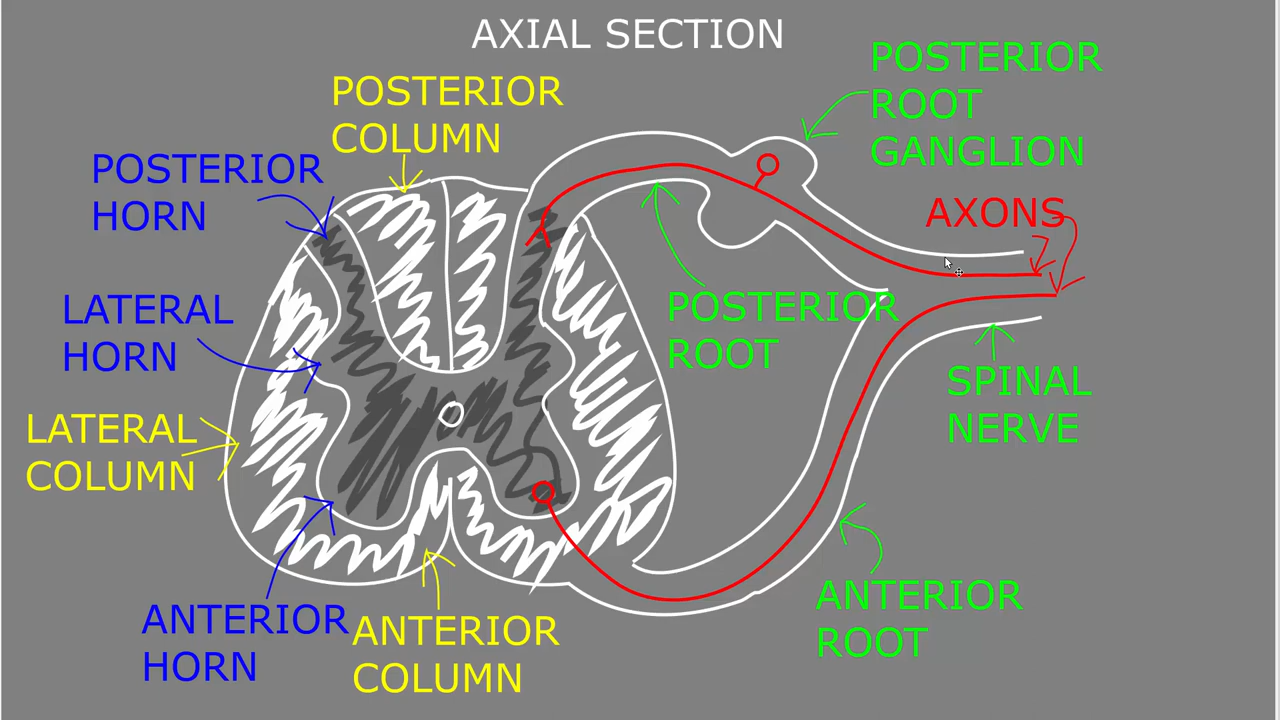 AXIAL SECTION
POSTERIOR
ROOT
GANGLION
POSTERIOR
COLUMN
POSTERIOR
HORN
AXONS
LATERAL
HORN
POSTERIOR
ROOT
SPINAL
NERVE
LATERAL
COLUMN
ANTERIOR
ROOT
ANTERIOR
HORN
ANTERIOR
COLUMN